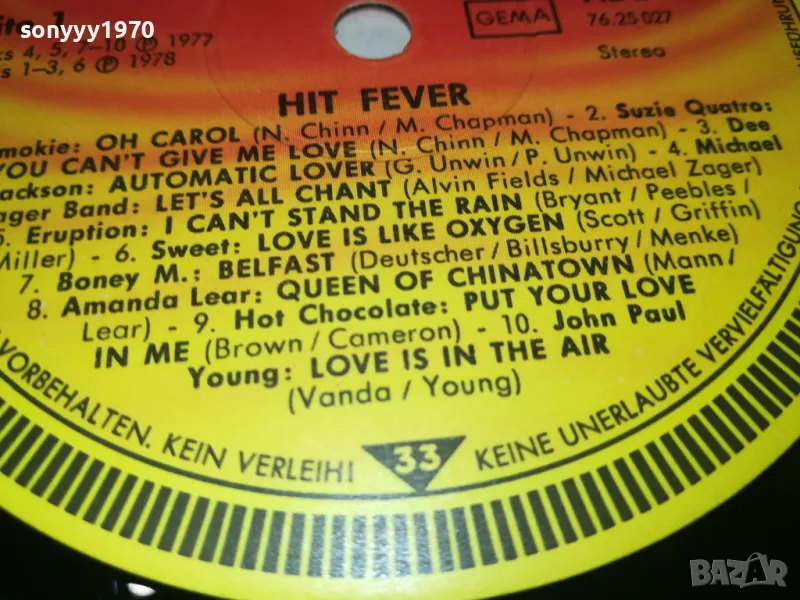 sonyyy1970
ite 1
ks 4, 5, 7–10 Ⓟ 1977
s 1–3, 6 Ⓟ 1978
GEMA
76.25 027
Stereo
HIT FEVER
mokie: OH CAROL (N. Chinn / M. Chapman) - 2. Suzie Quatro:
YOU CAN'T GIVE ME LOVE (N. Chinn / M. Chapman) - 3. Dee
ackson: AUTOMATIC LOVER (G. Unwin / P. Unwin) - 4. Michael
ager Band: LET'S ALL CHANT (Alvin Fields / Michael Zager)
5. Eruption: I CAN'T STAND THE RAIN (Bryant / Peebles /
Miller) - 6. Sweet: LOVE IS LIKE OXYGEN (Scott / Griffin)
7. Boney M.: BELFAST (Deutscher / Billsburry / Menke)
8. Amanda Lear: QUEEN OF CHINATOWN (Mann /
Lear) - 9. Hot Chocolate: PUT YOUR LOVE
IN ME (Brown / Cameron) - 10. John Paul
Young: LOVE IS IN THE AIR
(Vanda / Young)
VORBEHALTEN. KEIN VERLEIH! 33 KEINE UNERLAUBTE VERVIELFÄLTIGUNG
BAZAR